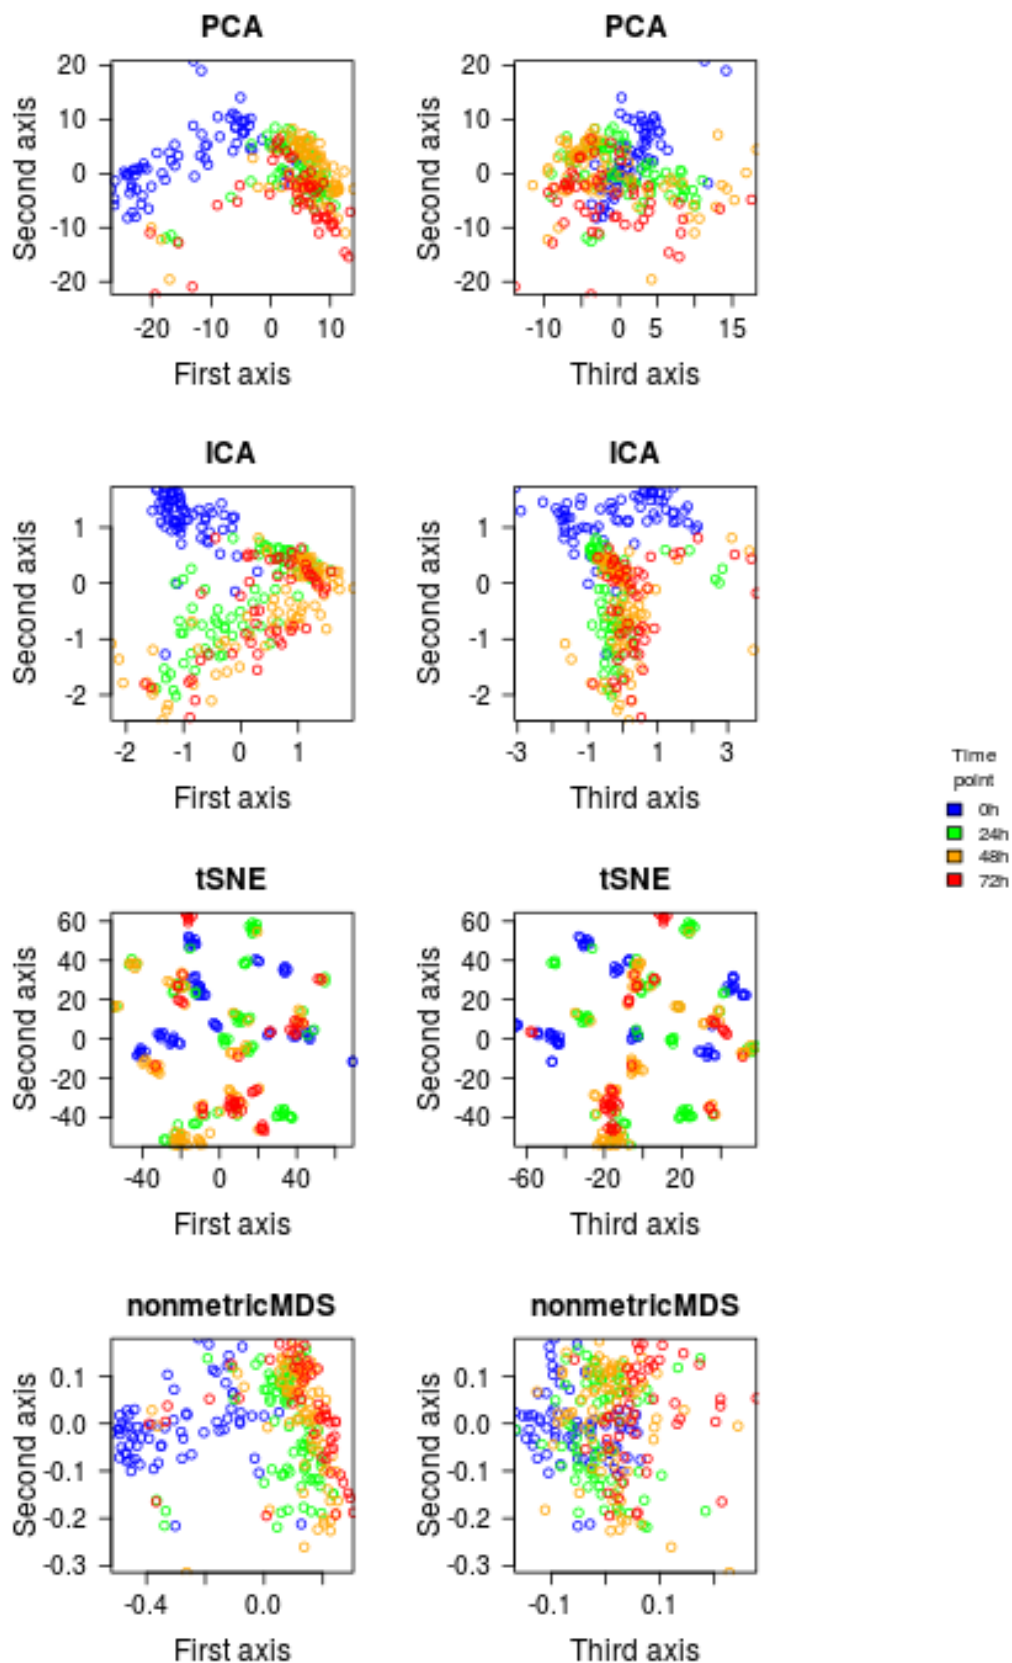 PCA PCA
20 20
10 10
0 0
-10 -10
-20 -20
Second axis Second axis
-20 -10 0 10 -10 0 5 15
First axis Third axis
ICA ICA
1 1
0 0
-1 -1
-2 -2
Second axis Second axis
-2 -1 0 1 -3 -1 1 3
First axis Third axis
Time
point
0h
24h
48h
72h
tSNE tSNE
60 60
40 40
20 20
0 0
-20 -20
-40 -40
Second axis Second axis
-40 0 40 -60 -20 20
First axis Third axis
nonmetricMDS nonmetricMDS
0.1 0.1
0.0 0.0
-0.1 -0.1
-0.2 -0.2
-0.3 -0.3
Second axis Second axis
-0.4 0.0 -0.1 0.1
First axis Third axis